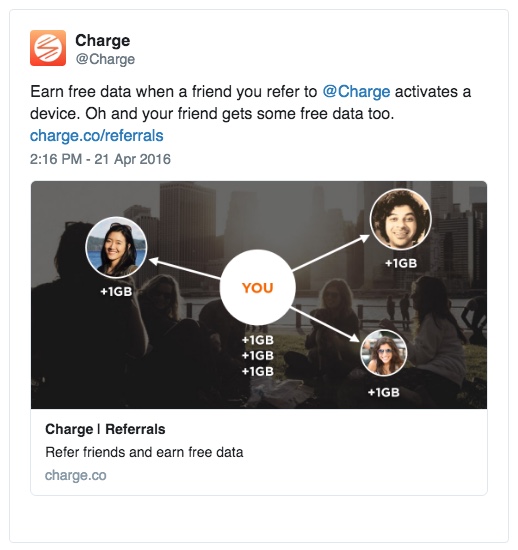 Charge
@Charge
Earn free data when a friend you refer to @Charge activates a
device. Oh and your friend gets some free data too.
charge.co/referrals
2:16 PM - 21 Apr 2016
YOU
+1GB
+1GB
+1GB
+1GB
+1GB
+1GB
Charge | Referrals
Refer friends and earn free data
charge.co